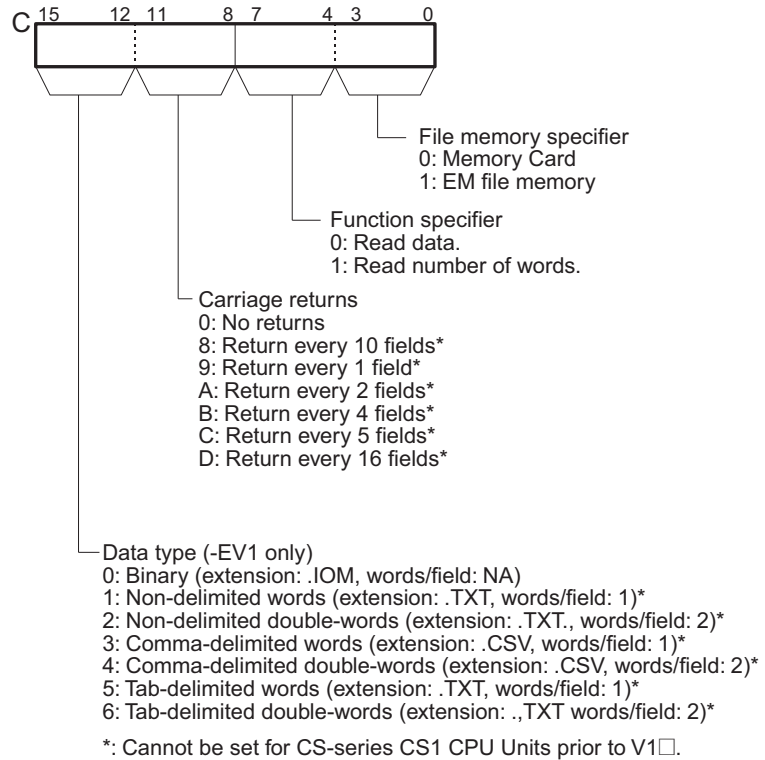 C 15 12 11 8 7 4 3 0
File memory specifier
0: Memory Card
1: EM file memory
Function specifier
0: Read data.
1: Read number of words.
Carriage returns
0: No returns
8: Return every 10 fields*
9: Return every 1 field*
A: Return every 2 fields*
B: Return every 4 fields*
C: Return every 5 fields*
D: Return every 16 fields*
Data type (-EV1 only)
0: Binary (extension: .IOM, words/field: NA)
1: Non-delimited words (extension: .TXT, words/field: 1)*
2: Non-delimited double-words (extension: .TXT., words/field: 2)*
3: Comma-delimited words (extension: .CSV, words/field: 1)*
4: Comma-delimited double-words (extension: .CSV, words/field: 2)*
5: Tab-delimited words (extension: .TXT, words/field: 1)*
6: Tab-delimited double-words (extension: .,TXT words/field: 2)*
*: Cannot be set for CS-series CS1 CPU Units prior to V1□.